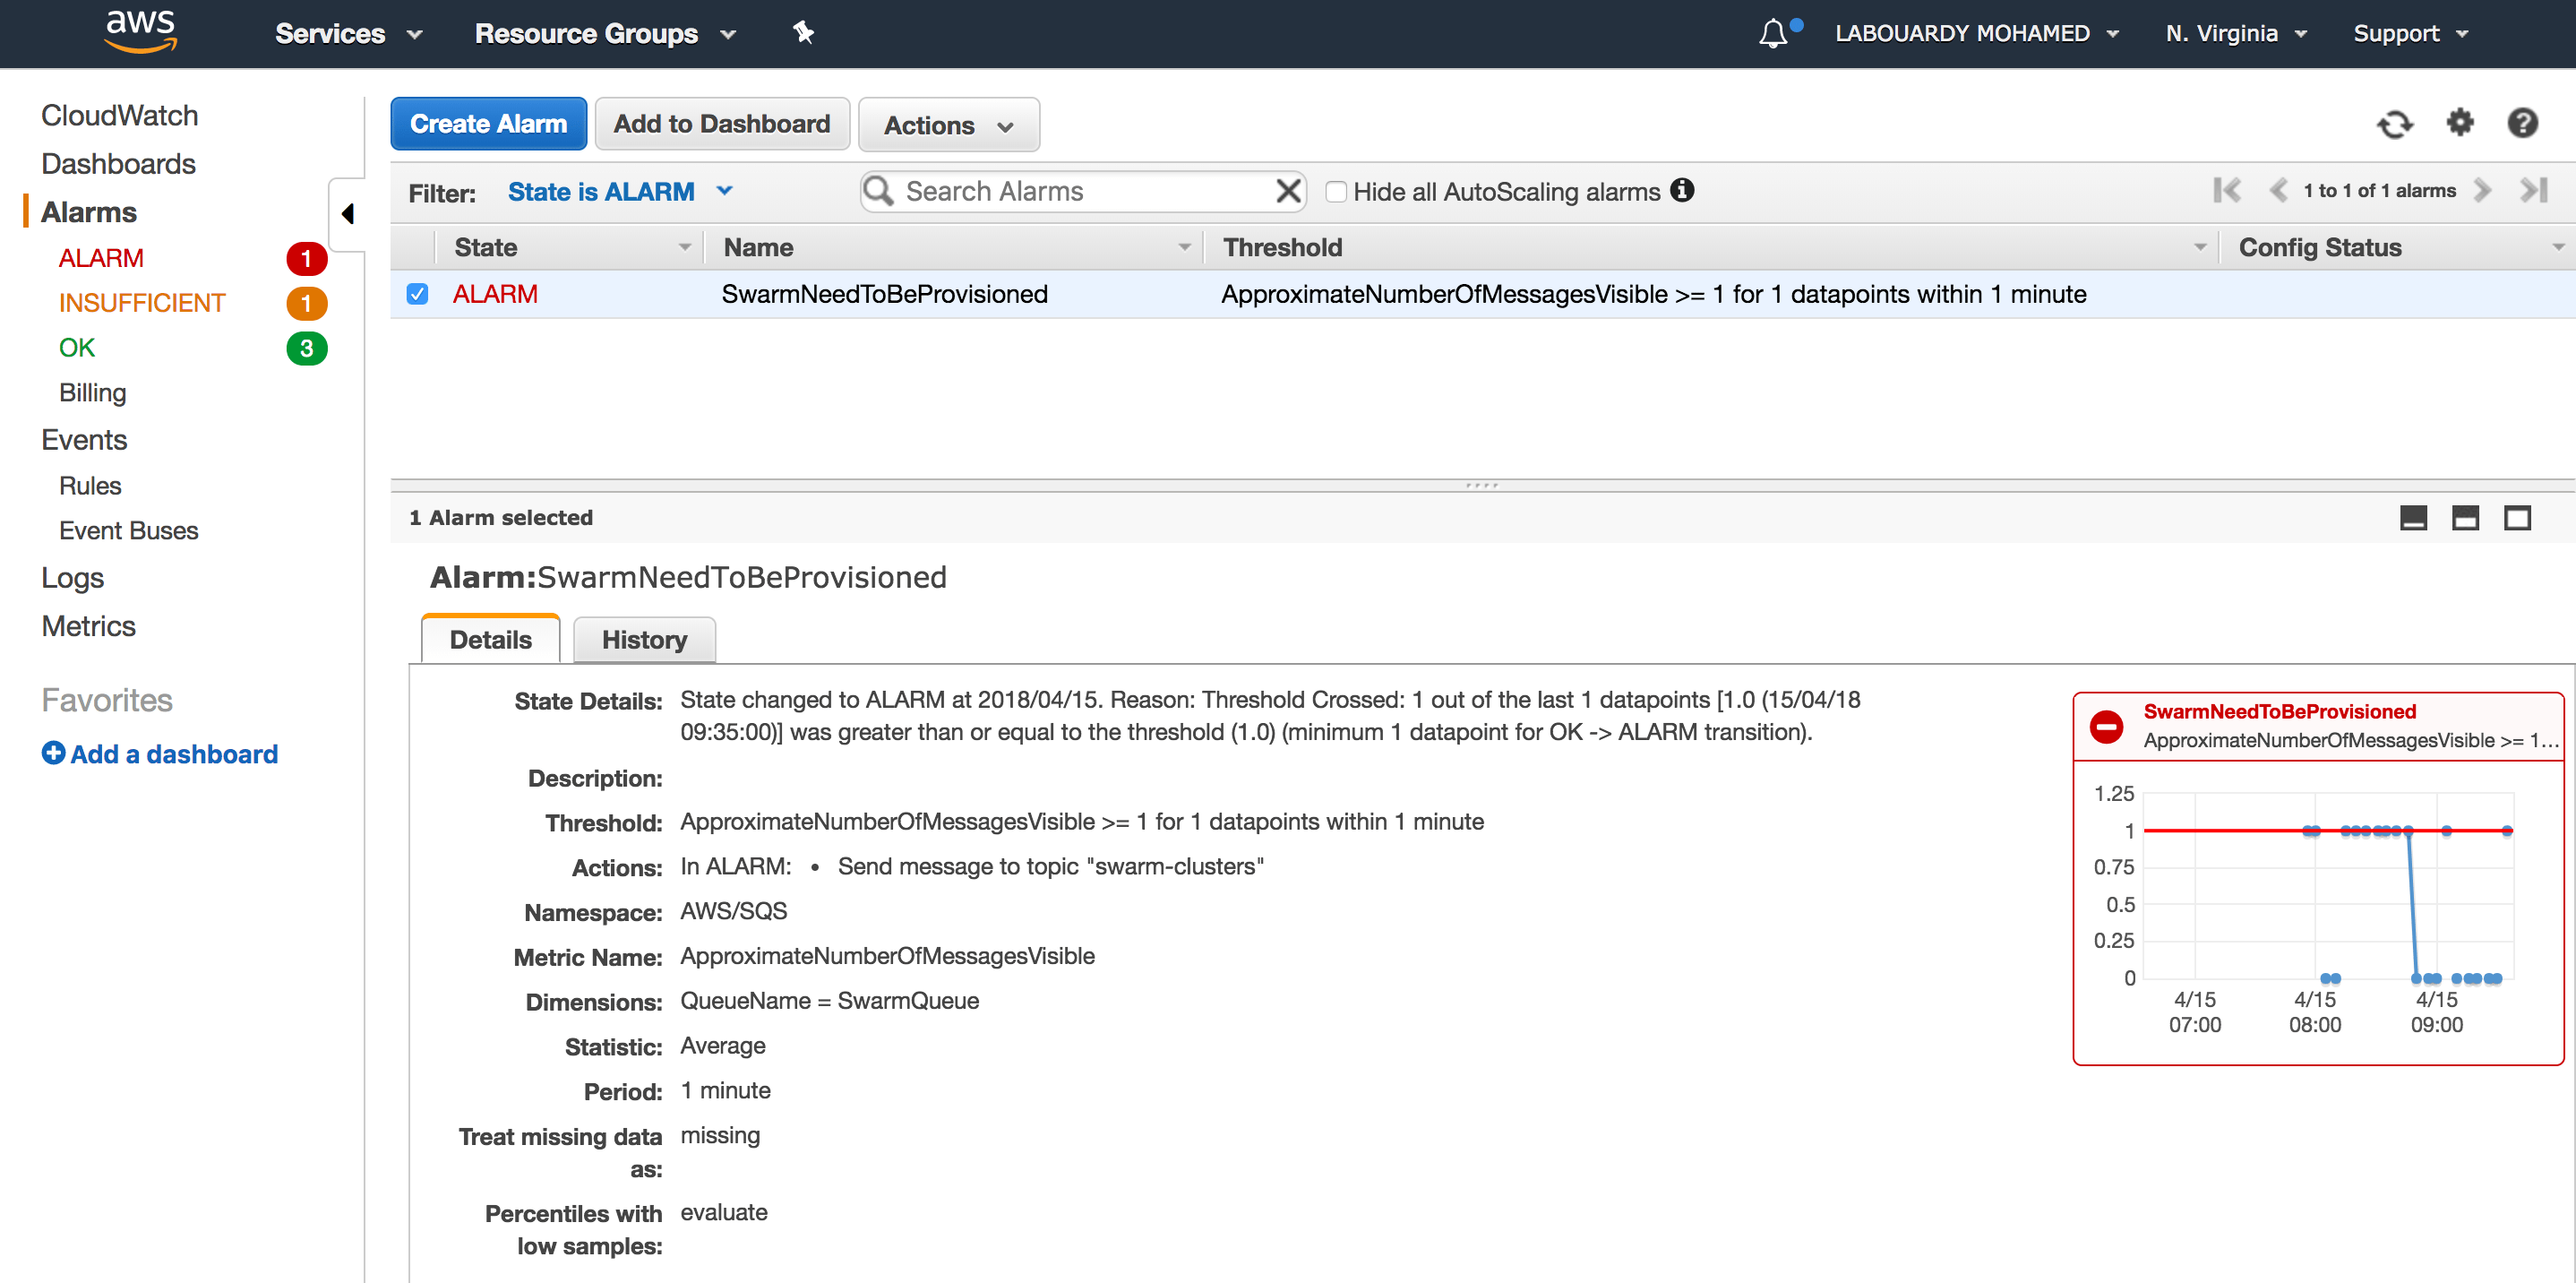 aws Services Resource Groups LABOUARDY MOHAMED N. Virginia Support
CloudWatch
Dashboards
Alarms
ALARM 1
INSUFFICIENT 1
OK 3
Billing
Events
Rules
Event Buses
Logs
Metrics
Favorites
Add a dashboard
Create Alarm Add to Dashboard Actions
Filter: State is ALARM Search Alarms Hide all AutoScaling alarms 1 to 1 of 1 alarms
State Name Threshold Config Status
ALARM SwarmNeedToBeProvisioned ApproximateNumberOfMessagesVisible >= 1 for 1 datapoints within 1 minute
1 Alarm selected
Alarm:SwarmNeedToBeProvisioned
Details History
State Details: State changed to ALARM at 2018/04/15. Reason: Threshold Crossed: 1 out of the last 1 datapoints [1.0 (15/04/18
09:35:00)] was greater than or equal to the threshold (1.0) (minimum 1 datapoint for OK -> ALARM transition).
Description:
Threshold: ApproximateNumberOfMessagesVisible >= 1 for 1 datapoints within 1 minute
Actions: In ALARM: • Send message to topic "swarm-clusters"
Namespace: AWS/SQS
Metric Name: ApproximateNumberOfMessagesVisible
Dimensions: QueueName = SwarmQueue
Statistic: Average
Period: 1 minute
Treat missing data missing
as:
Percentiles with evaluate
low samples:
SwarmNeedToBeProvisioned
ApproximateNumberOfMessagesVisible >= 1...
1.25
1
0.75
0.5
0.25
0
4/15 4/15 4/15
07:00 08:00 09:00